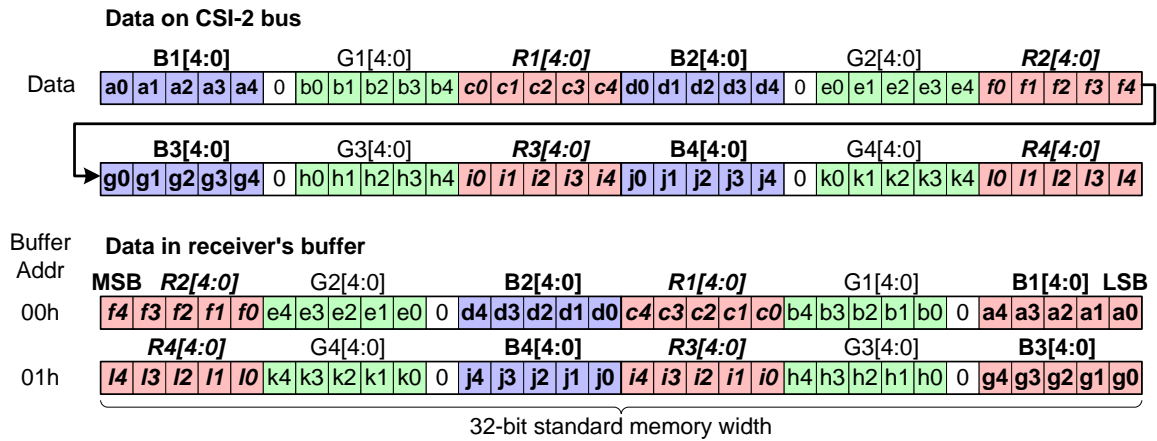 Data on CSI-2 bus
B1[4:0] G1[4:0] R1[4:0] B2[4:0] G2[4:0] R2[4:0]
Data a0 a1 a2 a3 a4 0 b0 b1 b2 b3 b4 c0 c1 c2 c3 c4 d0 d1 d2 d3 d4 0 e0 e1 e2 e3 e4 f0 f1 f2 f3 f4
B3[4:0] G3[4:0] R3[4:0] B4[4:0] G4[4:0] R4[4:0]
g0 g1 g2 g3 g4 0 h0 h1 h2 h3 h4 i0 i1 i2 i3 i4 j0 j1 j2 j3 j4 0 k0 k1 k2 k3 k4 l0 l1 l2 l3 l4
Buffer Addr
Data in receiver's buffer
MSB R2[4:0] G2[4:0] B2[4:0] R1[4:0] G1[4:0] B1[4:0] LSB
00h f4 f3 f2 f1 f0 e4 e3 e2 e1 e0 0 d4 d3 d2 d1 d0 c4 c3 c2 c1 c0 b4 b3 b2 b1 b0 0 a4 a3 a2 a1 a0
R4[4:0] G4[4:0] B4[4:0] R3[4:0] G3[4:0] B3[4:0]
01h l4 l3 l2 l1 l0 k4 k3 k2 k1 k0 0 j4 j3 j2 j1 j0 i4 i3 i2 i1 i0 h4 h3 h2 h1 h0 0 g4 g3 g2 g1 g0
32-bit standard memory width